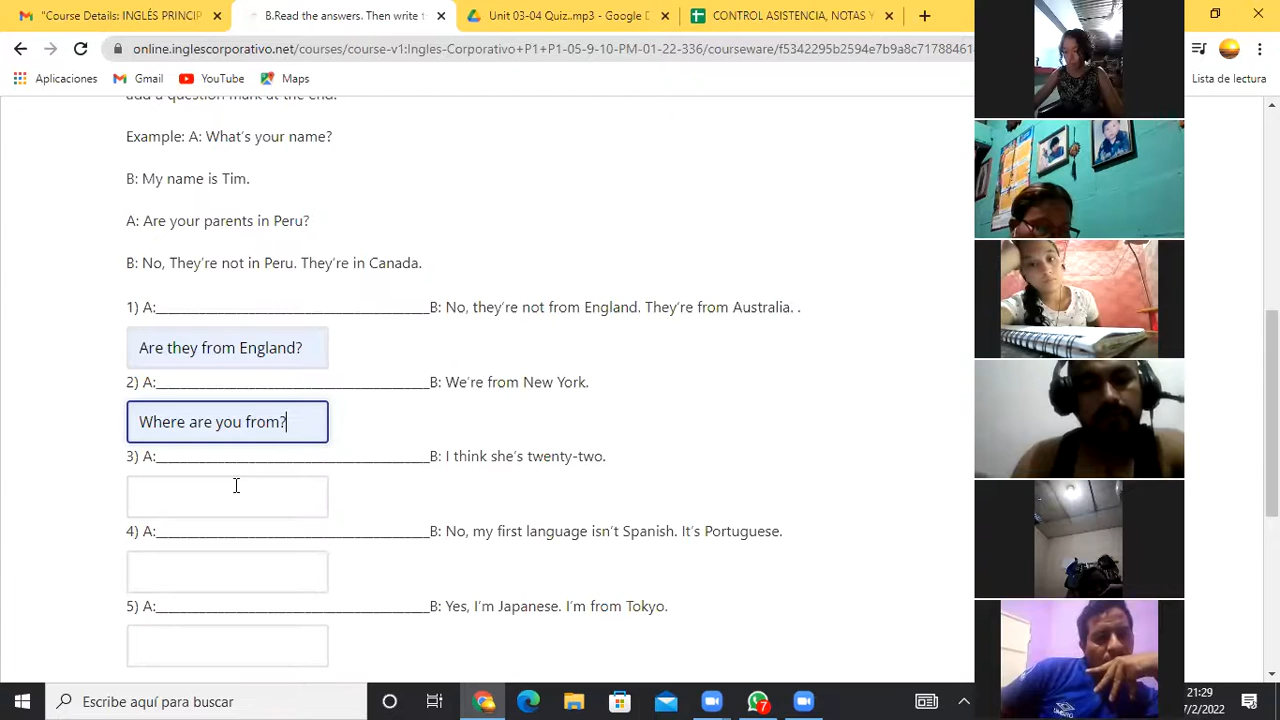 "Course Details: INGLÉS PRINCIP
B.Read the answers. Then write
Unit 03-04 Quiz..mp3 - Google D
CONTROL ASISTENCIA, NOTAS Y
online.inglescorporativo.net/courses/course-v1:Ingles-Corporativo+P1+P1-05-9-10-PM-01-22-336/courseware/f5342295b2594e7b9a8c71788461
Aplicaciones
Gmail
YouTube
Maps
Lista de lectura
add a question mark at the end.
Example: A: What's your name?
B: My name is Tim.
A: Are your parents in Peru?
B: No, They're not in Peru. They're in Canada.
1) A:______________________________________B: No, they're not from England. They're from Australia. .
Are they from England?
2) A:______________________________________B: We're from New York.
Where are you from?
3) A:______________________________________B: I think she's twenty-two.
4) A:______________________________________B: No, my first language isn't Spanish. It's Portuguese.
5) A:______________________________________B: Yes, I'm Japanese. I'm from Tokyo.
Escribe aquí para buscar
7
21:29
7/2/2022